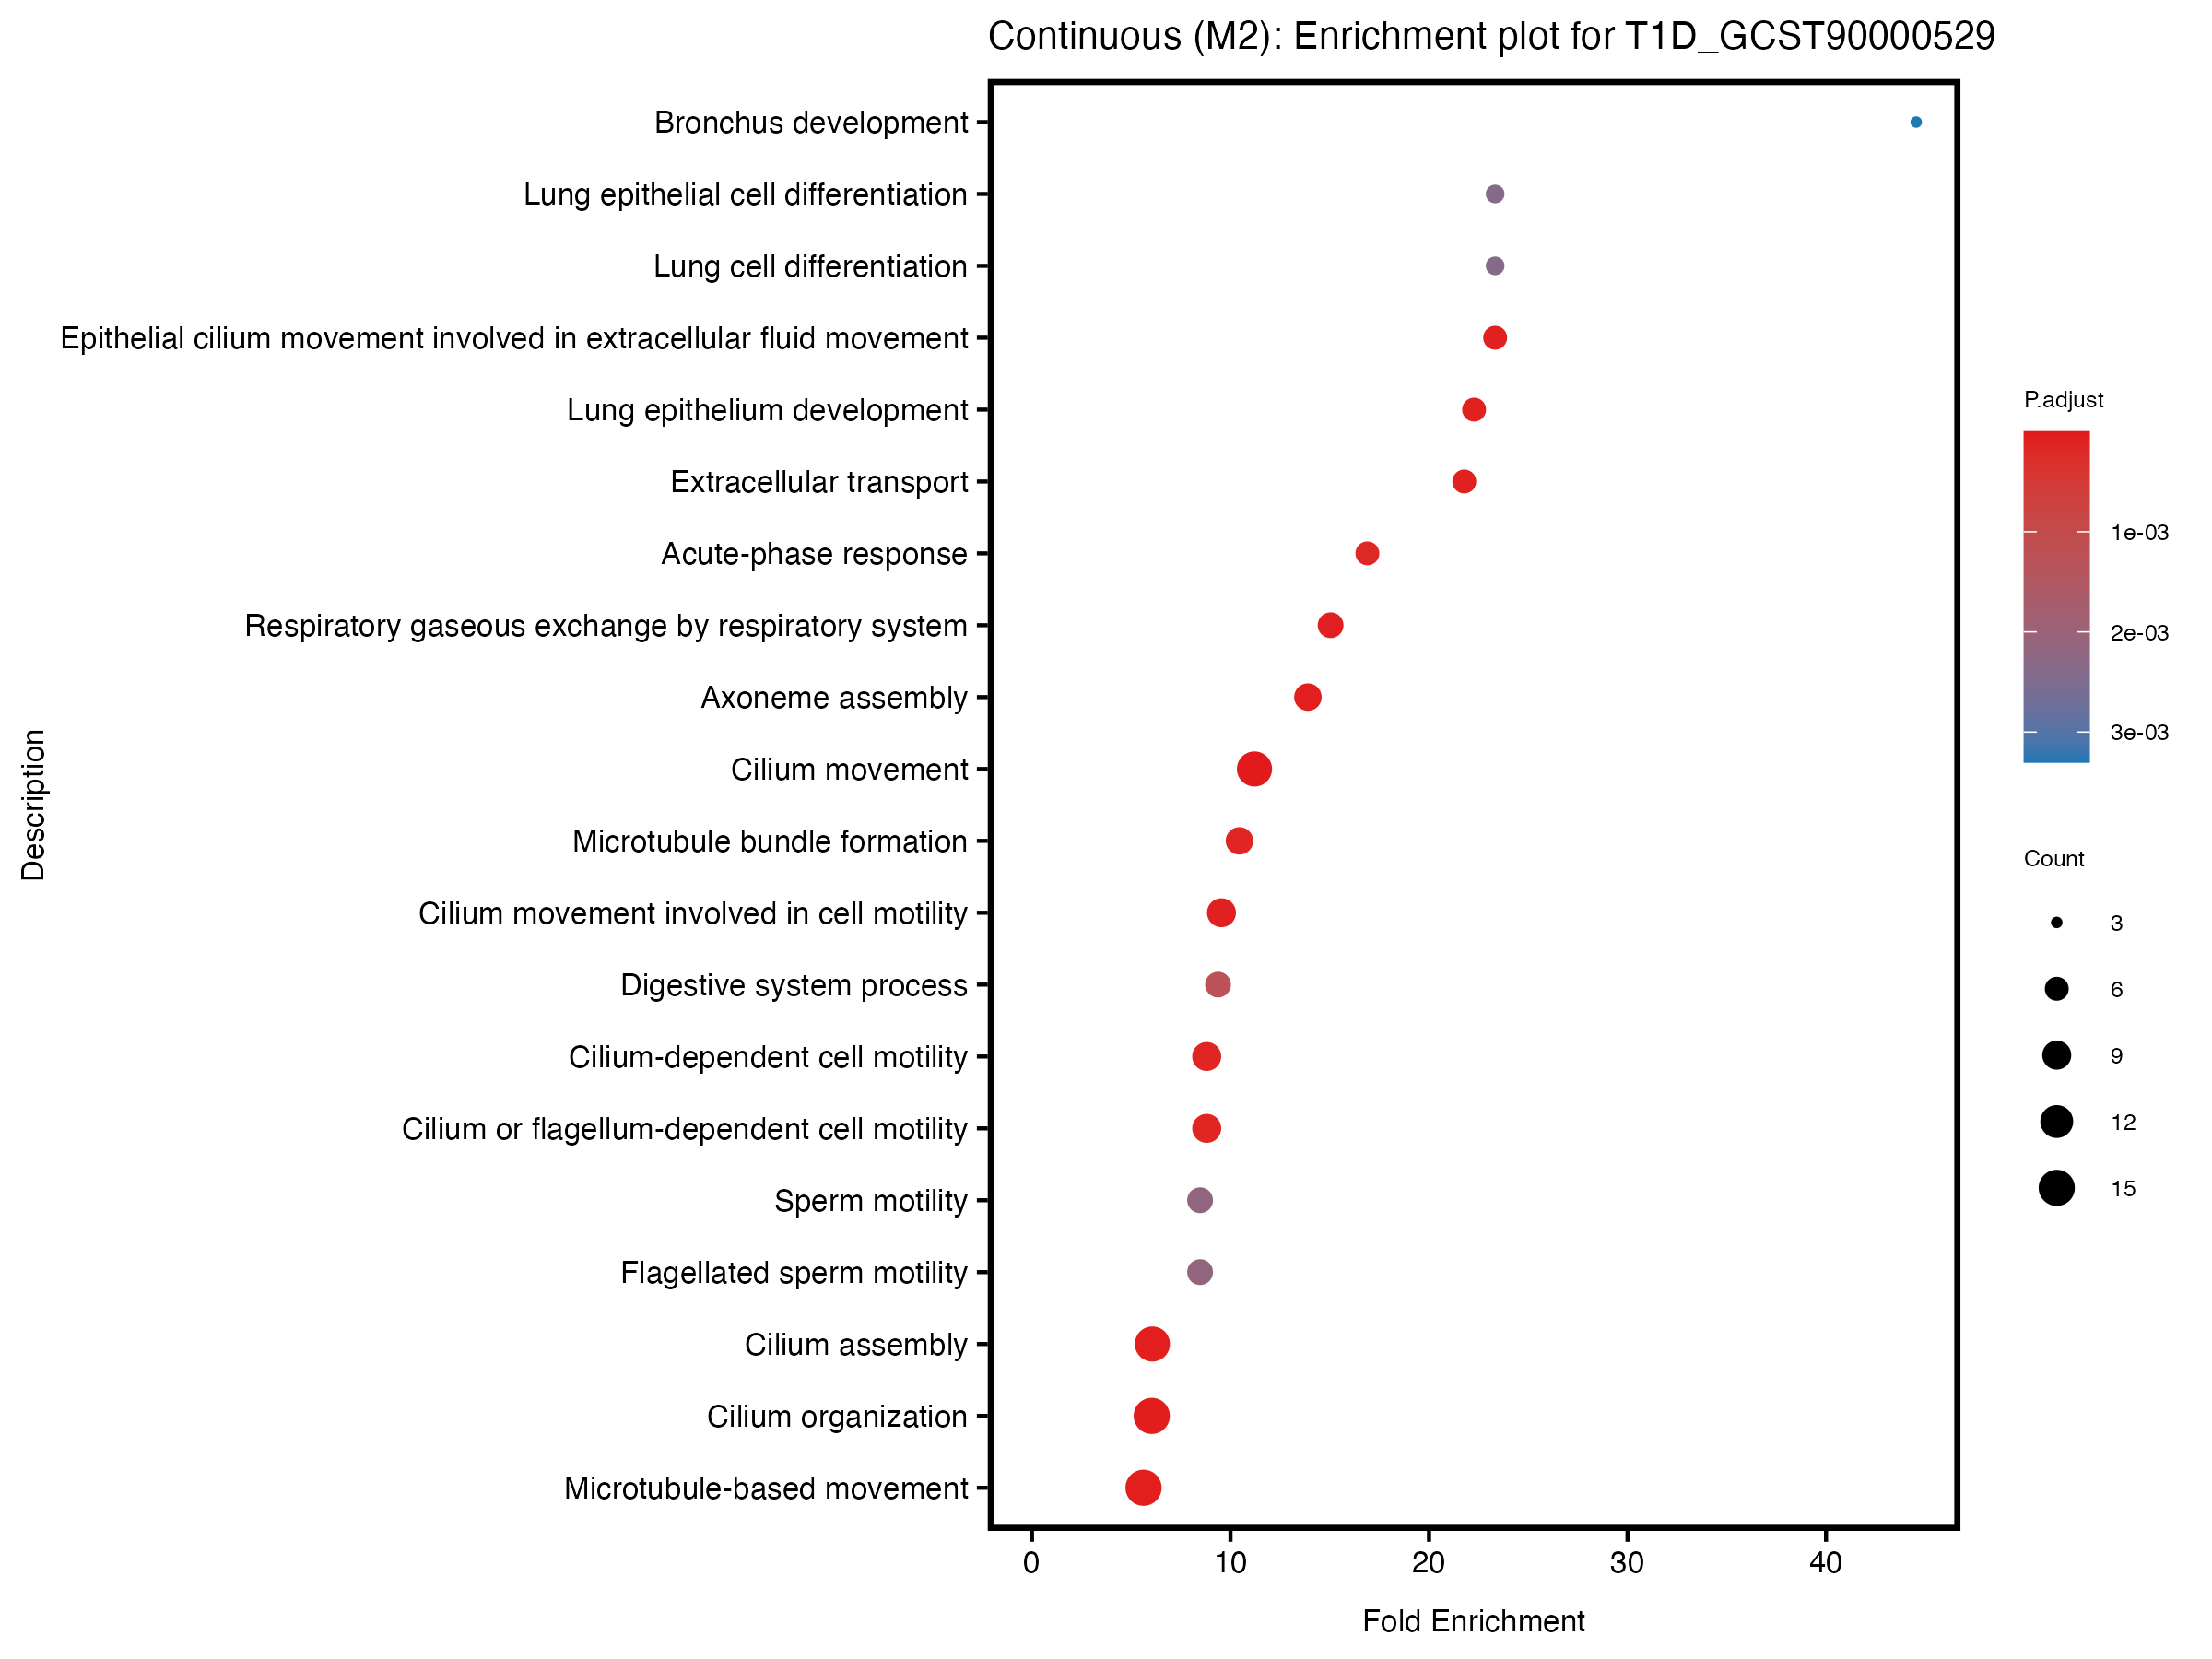 Continuous (M2): Enrichment plot for T1D_GCST90000529
Bronchus development
Lung epithelial cell differentiation
Lung cell differentiation
Epithelial cilium movement involved in extracellular fluid movement
Lung epithelium development
Extracellular transport
Acute-phase response
Respiratory gaseous exchange by respiratory system
Axoneme assembly
Cilium movement
Microtubule bundle formation
Cilium movement involved in cell motility
Digestive system process
Cilium-dependent cell motility
Cilium or flagellum-dependent cell motility
Sperm motility
Flagellated sperm motility
Cilium assembly
Cilium organization
Microtubule-based movement
Description
0 10 20 30 40
Fold Enrichment
P.adjust
1e-03
2e-03
3e-03
Count
3
6
9
12
15